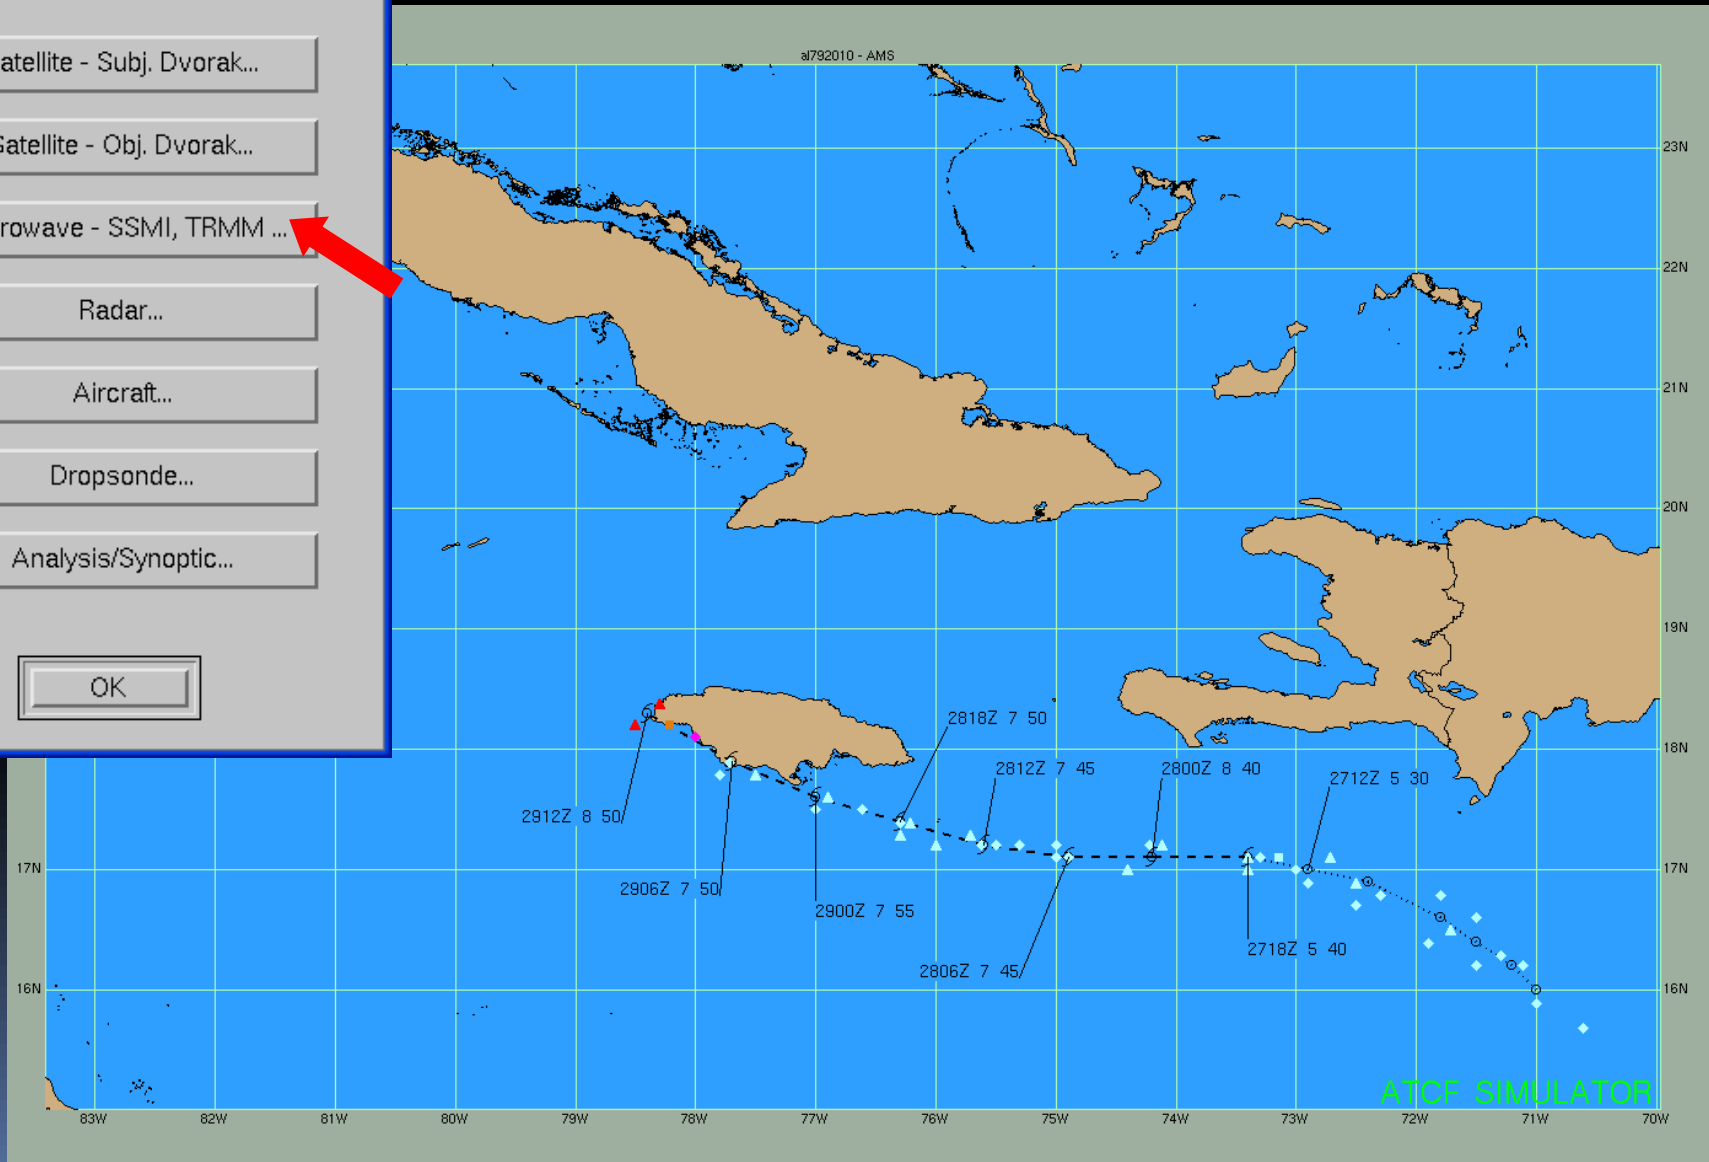 atellite - Subj. Dvorak...
Satellite - Obj. Dvorak...
rowave - SSMI, TRMM ...
Radar...
Aircraft...
Dropsonde...
Analysis/Synoptic...
OK
al792010 - AMS
23N
22N
21N
20N
19N
18N
17N
17N
16N
16N
2818Z 7 50
2812Z 7 45
2800Z 8 40
2712Z 5 30
2912Z 8 50
2906Z 7 50
2900Z 7 55
2806Z 7 45
2718Z 5 40
ATCF SIMULATOR
83W 82W 81W 80W 79W 78W 77W 76W 75W 74W 73W 72W 71W 70W